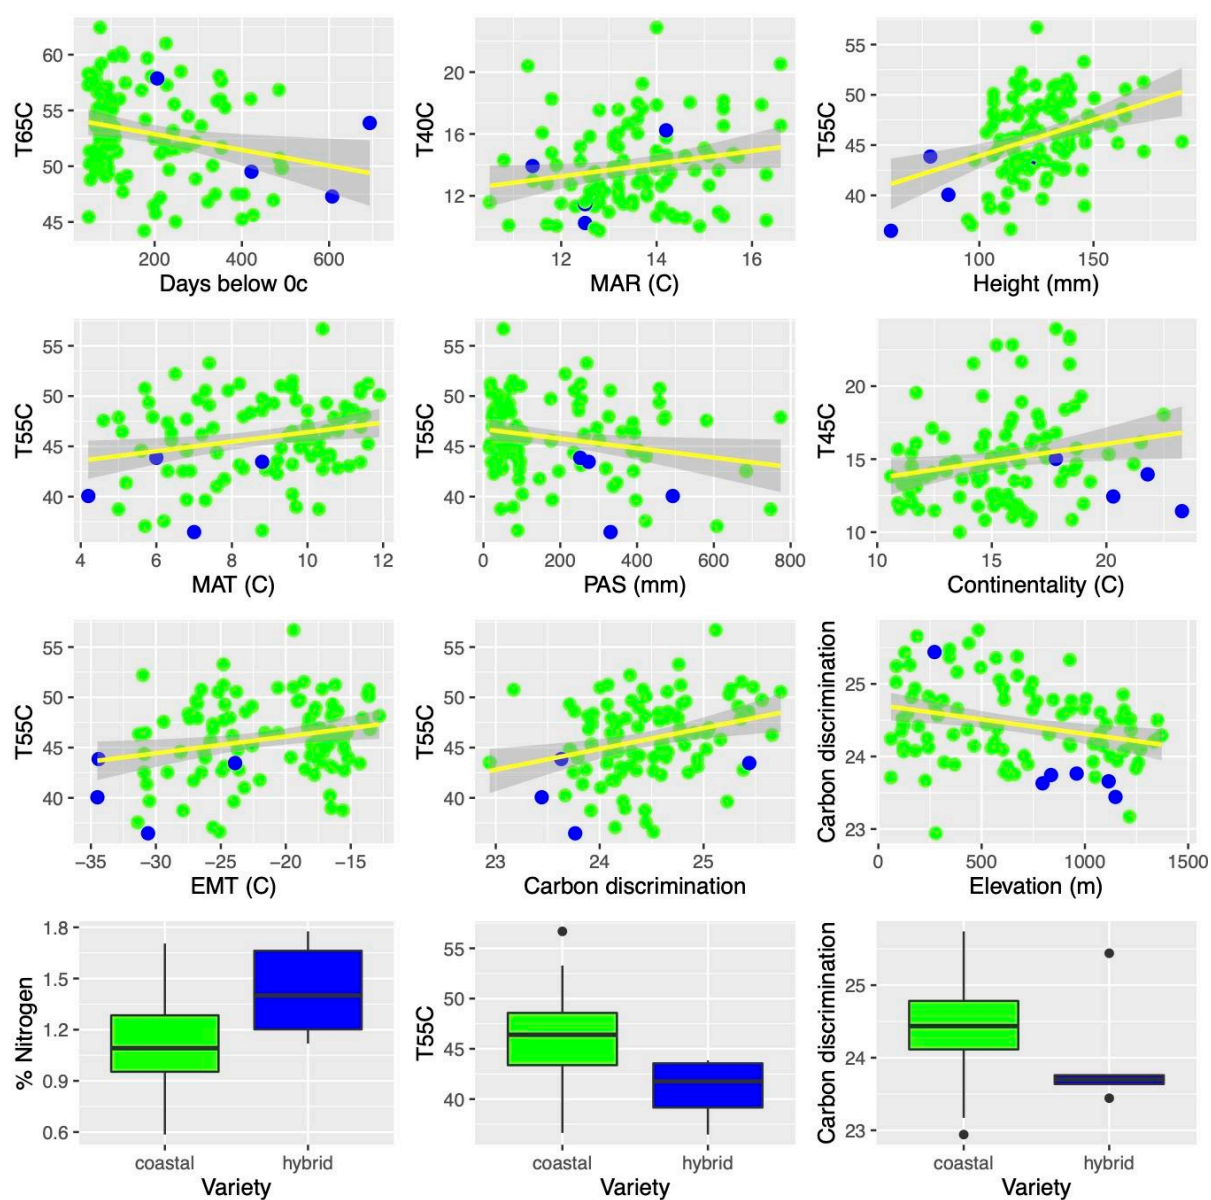 T65C
60
55
50
45
200 400 600
Days below 0c
T40C
20
16
12
12 14 16
MAR (C)
T55C
55
50
45
40
100 150
Height (mm)
T55C
55
50
45
40
4 6 8 10 12
MAT (C)
T55C
55
50
45
40
0 200 400 600 800
PAS (mm)
T45C
20
15
10
10 15 20
Continentality (C)
T55C
55
50
45
40
−35 −30 −25 −20 −15
EMT (C)
T55C
55
50
45
40
23 24 25
Carbon discrimination
Carbon discrimination
25
24
23
0 500 1000 1500
Elevation (m)
% Nitrogen
1.8
1.5
1.2
0.9
0.6
coastal hybrid
Variety
T55C
55
50
45
40
coastal hybrid
Variety
Carbon discrimination
25
24
23
coastal hybrid
Variety